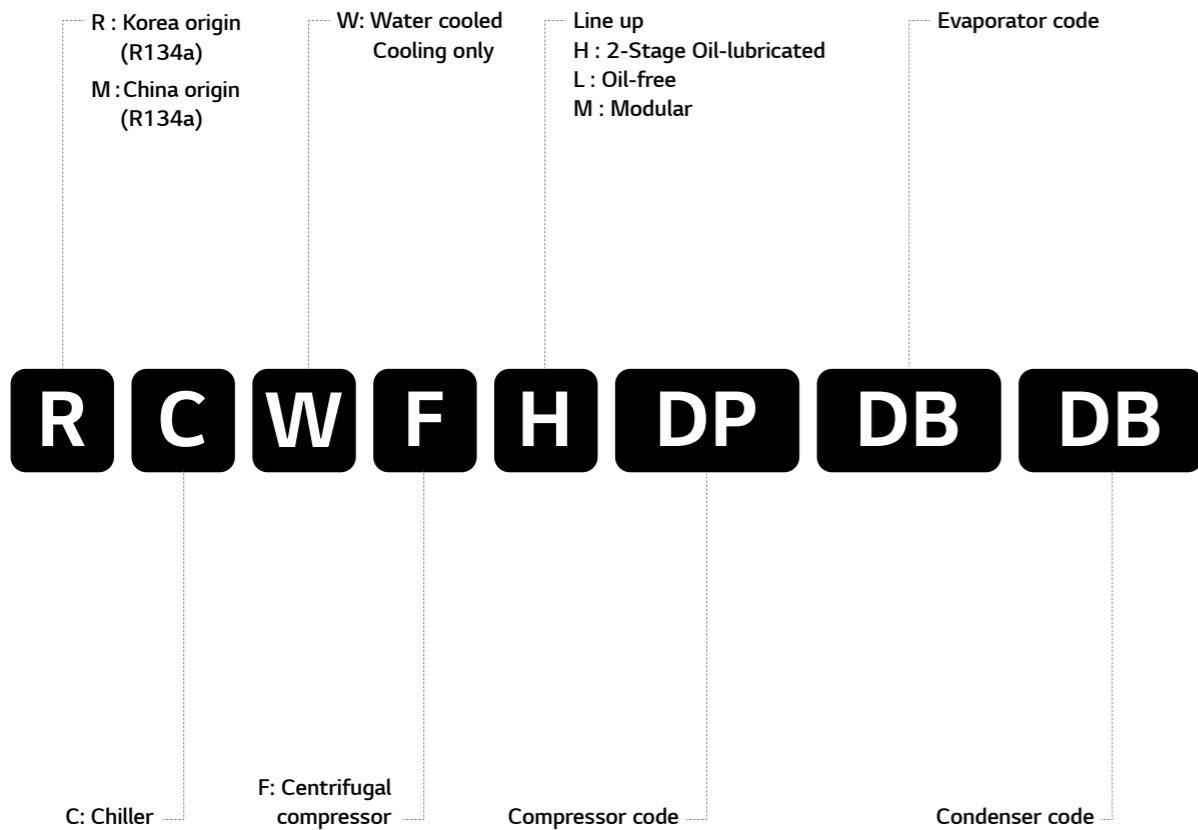 R : Korea origin
(R134a)
M : China origin
(R134a)
W: Water cooled
Cooling only
Line up
H : 2-Stage Oil-lubricated
L : Oil-free
M : Modular
Evaporator code
R C W F H DP DB DB
C: Chiller
F: Centrifugal
compressor
Compressor code
Condenser code